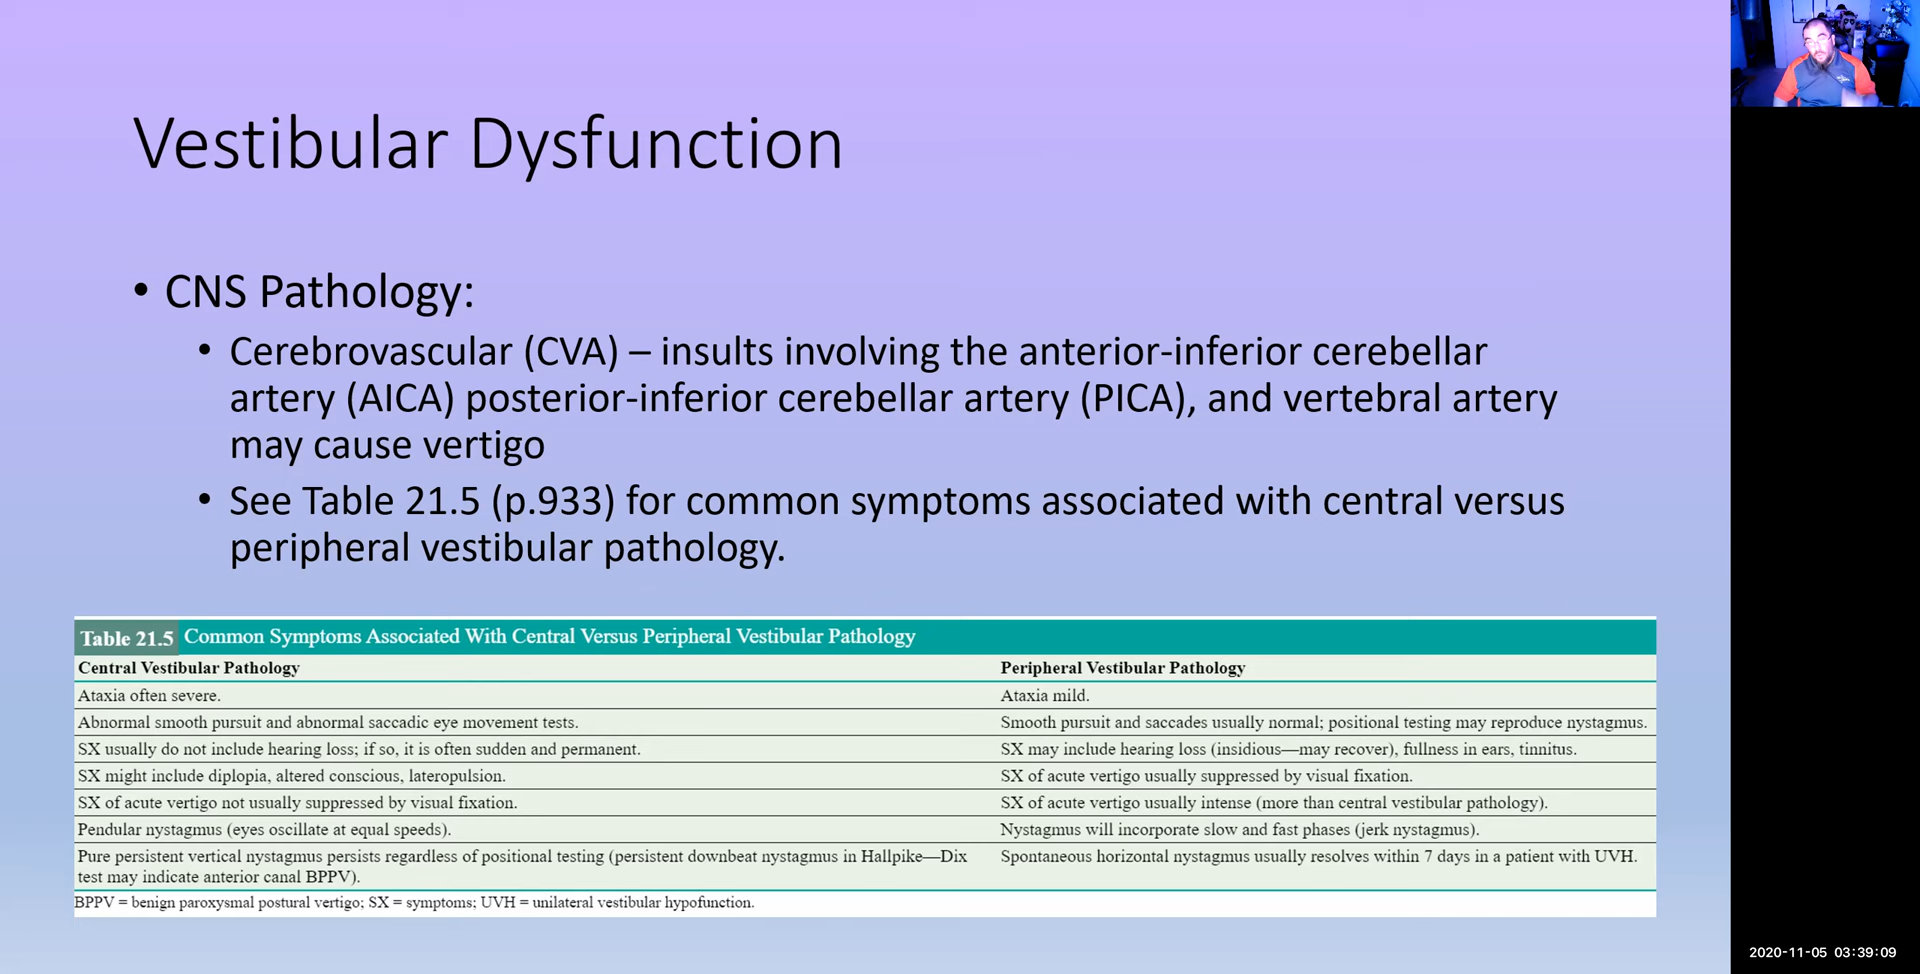 Vestibular Dysfunction
• CNS Pathology:
• Cerebrovascular (CVA) – insults involving the anterior-inferior cerebellar
artery (AICA) posterior-inferior cerebellar artery (PICA), and vertebral artery
may cause vertigo
• See Table 21.5 (p.933) for common symptoms associated with central versus
peripheral vestibular pathology.
Table 21.5 Common Symptoms Associated With Central Versus Peripheral Vestibular Pathology
Central Vestibular Pathology Peripheral Vestibular Pathology
Ataxia often severe. Ataxia mild.
Abnormal smooth pursuit and abnormal saccadic eye movement tests. Smooth pursuit and saccades usually normal; positional testing may reproduce nystagmus.
SX usually do not include hearing loss; if so, it is often sudden and permanent. SX may include hearing loss (insidious—may recover), fullness in ears, tinnitus.
SX might include diplopia, altered conscious, lateropulsion. SX of acute vertigo usually suppressed by visual fixation.
SX of acute vertigo not usually suppressed by visual fixation. SX of acute vertigo usually intense (more than central vestibular pathology).
Pendular nystagmus (eyes oscillate at equal speeds). Nystagmus will incorporate slow and fast phases (jerk nystagmus).
Pure persistent vertical nystagmus persists regardless of positional testing (persistent downbeat nystagmus in Hallpike—Dix Spontaneous horizontal nystagmus usually resolves within 7 days in a patient with UVH.
test may indicate anterior canal BPPV).
BPPV = benign paroxysmal postural vertigo; SX = symptoms; UVH = unilateral vestibular hypofunction.
2020-11-05 03:39:09